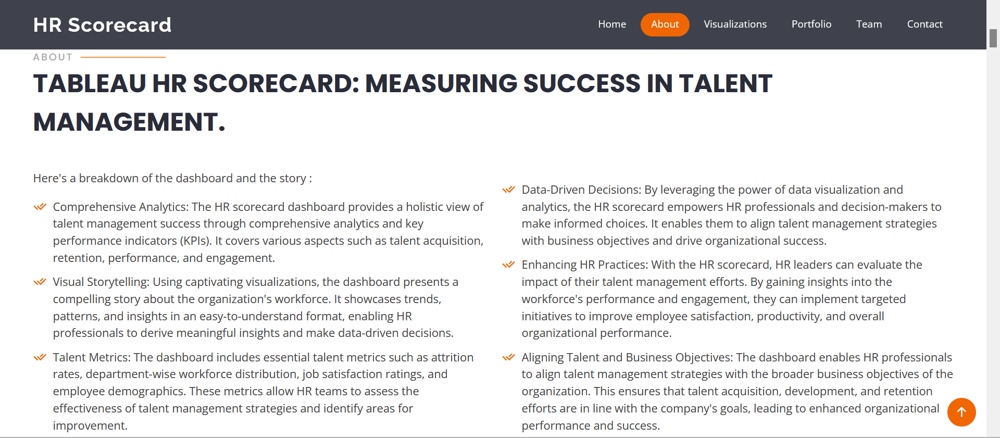 HR Scorecard
Home
About
Visualizations
Portfolio
Team
Contact
ABOUT
TABLEAU HR SCORECARD: MEASURING SUCCESS IN TALENT
MANAGEMENT.
Here's a breakdown of the dashboard and the story :
Comprehensive Analytics: The HR scorecard dashboard provides a holistic view of
talent management success through comprehensive analytics and key
performance indicators (KPIs). It covers various aspects such as talent acquisition,
retention, performance, and engagement.
Visual Storytelling: Using captivating visualizations, the dashboard presents a
compelling story about the organization's workforce. It showcases trends,
patterns, and insights in an easy-to-understand format, enabling HR
professionals to derive meaningful insights and make data-driven decisions.
Talent Metrics: The dashboard includes essential talent metrics such as attrition
rates, department-wise workforce distribution, job satisfaction ratings, and
employee demographics. These metrics allow HR teams to assess the
effectiveness of talent management strategies and identify areas for
improvement.
Data-Driven Decisions: By leveraging the power of data visualization and
analytics, the HR scorecard empowers HR professionals and decision-makers to
make informed choices. It enables them to align talent management strategies
with business objectives and drive organizational success.
Enhancing HR Practices: With the HR scorecard, HR leaders can evaluate the
impact of their talent management efforts. By gaining insights into the
workforce's performance and engagement, they can implement targeted
initiatives to improve employee satisfaction, productivity, and overall
organizational performance.
Aligning Talent and Business Objectives: The dashboard enables HR professionals
to align talent management strategies with the broader business objectives of the
organization. This ensures that talent acquisition, development, and retention
efforts are in line with the company's goals, leading to enhanced organizational
performance and success.